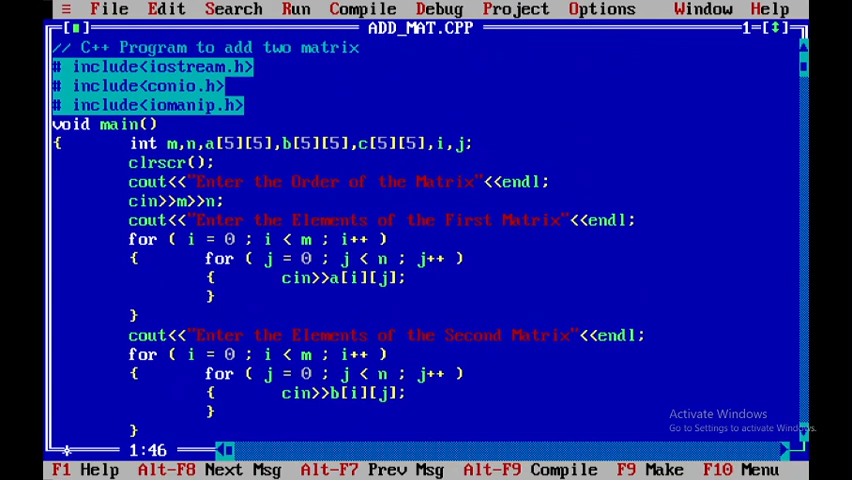 ≡ File Edit Search Run Compile Debug Project Options Window Help
[■] ADD_MAT.CPP 1=[↕]
// C++ Program to add two matrix
# include<iostream.h>
# include<conio.h>
# include<iomanip.h>
void main()
{ int m,n,a[5][5],b[5][5],c[5][5],i,j;
clrscr();
cout<<"Enter the Order of the Matrix"<<endl;
cin>>m>>n;
cout<<"Enter the Elements of the First Matrix"<<endl;
for ( i = 0 ; i < m ; i++ )
{ for ( j = 0 ; j < n ; j++ )
{ cin>>a[i][j];
}
}
cout<<"Enter the Elements of the Second Matrix"<<endl;
for ( i = 0 ; i < m ; i++ )
{ for ( j = 0 ; j < n ; j++ )
{ cin>>b[i][j];
}
}
Activate Windows
Go to Settings to activate Windows.
1:46
F1 Help Alt-F8 Next Msg Alt-F7 Prev Msg Alt-F9 Compile F9 Make F10 Menu